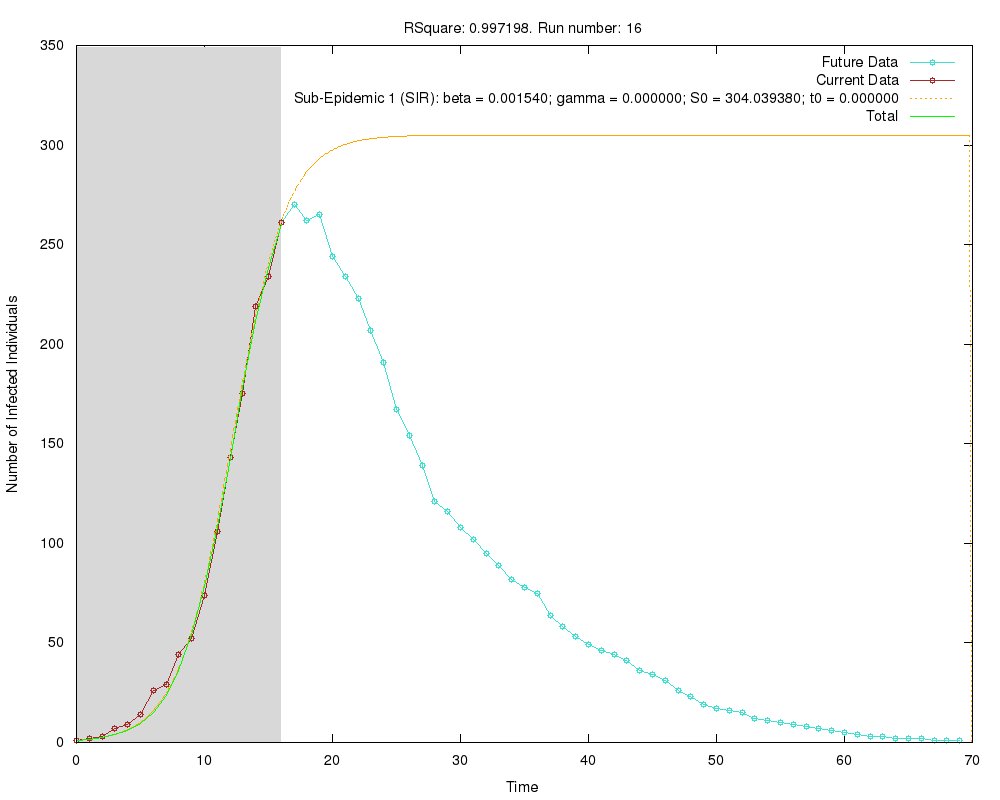 RSquare: 0.997198. Run number: 16
350
300
250
200
150
100
50
0
Future Data
Current Data
Sub-Epidemic 1 (SIR): beta = 0.001540; gamma = 0.000000; S0 = 304.039380; t0 = 0.000000
Total
Number of Infected Individuals
0 10 20 30 40 50 60 70
Time